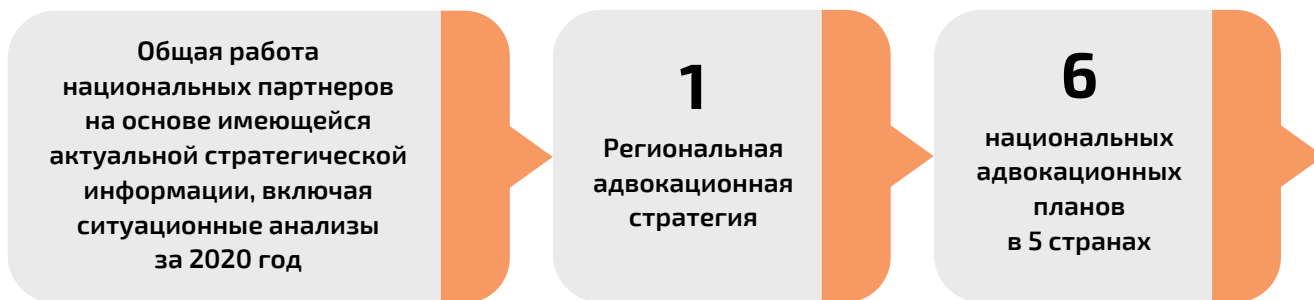 Общая работа
национальных партнеров
на основе имеющейся
актуальной стратегической
информации, включая
ситуационные анализы
за 2020 год
1
Региональная
адвокационная
стратегия
6
национальных
адвокационных
планов
в 5 странах